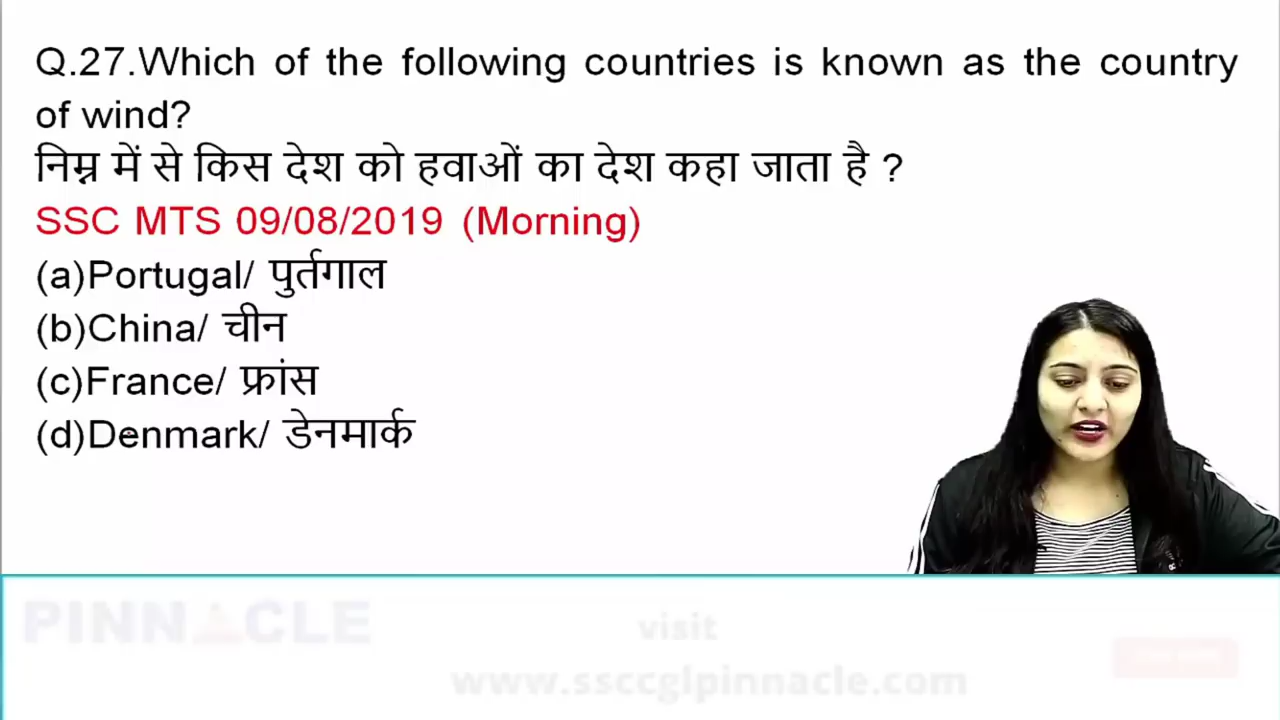 Q.27.Which of the following countries is known as the country
of wind?
निम्न में से किस देश को हवाओं का देश कहा जाता है ?
SSC MTS 09/08/2019 (Morning)
(a)Portugal/ पुर्तगाल
(b)China/ चीन
(c)France/ फ्रांस
(d)Denmark/ डेनमार्क
PINNACLE
visit
www.ssccglpinnacle.com